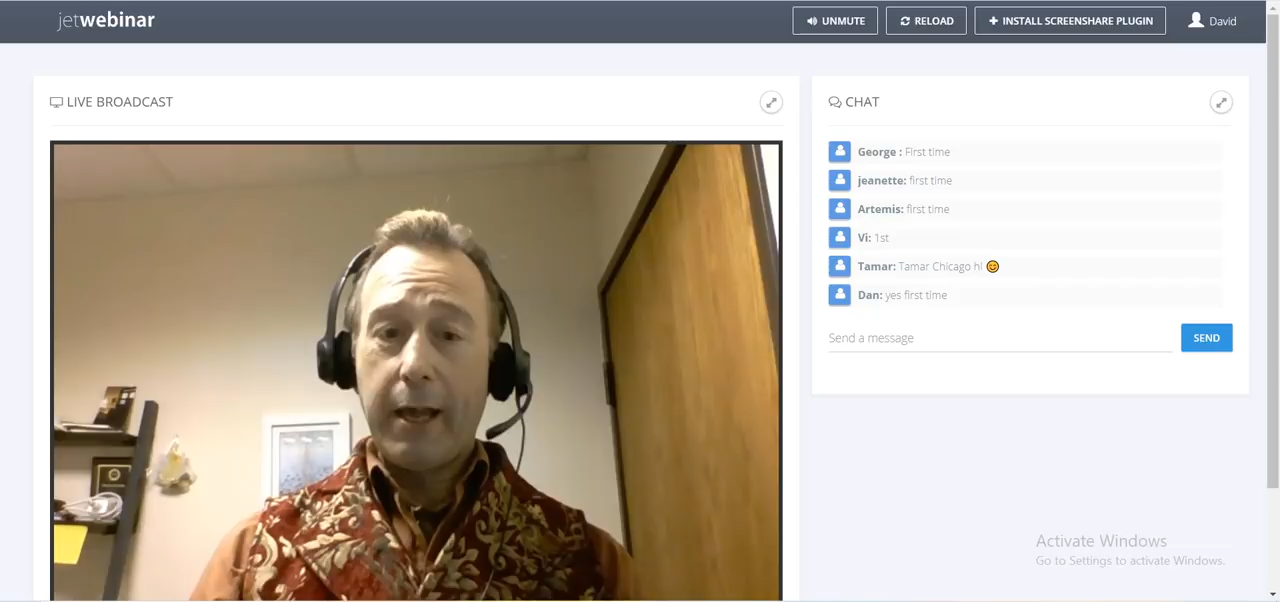 jetwebinar
UNMUTE
RELOAD
INSTALL SCREENSHARE PLUGIN
David
LIVE BROADCAST
CHAT
George : First time
jeanette: first time
Artemis: first time
Vi: 1st
Tamar: Tamar Chicago hi 😊
Dan: yes first time
Send a message
SEND
Activate Windows
Go to Settings to activate Windows.